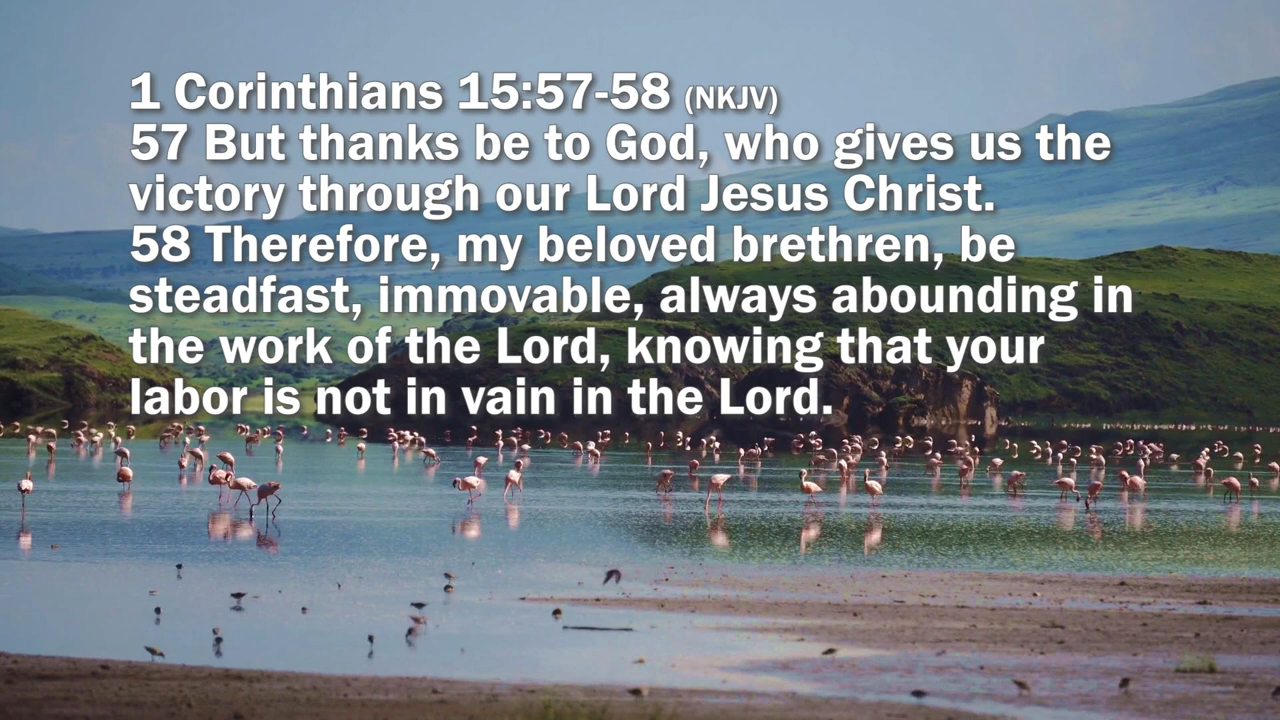 1 Corinthians 15:57-58 (NKJV)
57 But thanks be to God, who gives us the
victory through our Lord Jesus Christ.
58 Therefore, my beloved brethren, be
steadfast, immovable, always abounding in
the work of the Lord, knowing that your
labor is not in vain in the Lord.